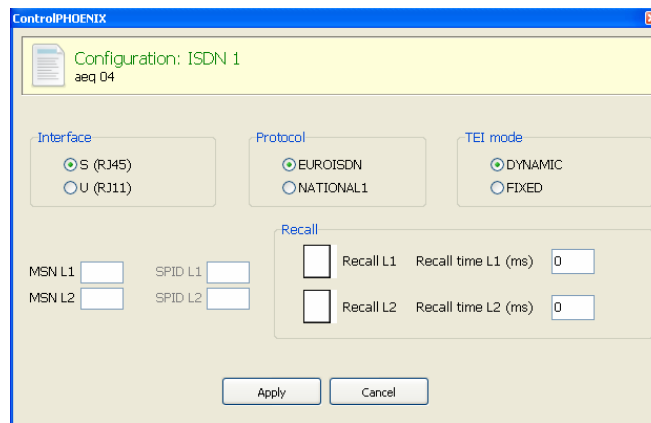 ControlPHOENIX
Configuration: ISDN 1
aeq 04
Interface
S (RJ45)
U (RJ11)
Protocol
EUROISDN
NATIONAL1
TEI mode
DYNAMIC
FIXED
MSN L1
SPID L1
MSN L2
SPID L2
Recall
Recall L1 Recall time L1 (ms) 0
Recall L2 Recall time L2 (ms) 0
Apply Cancel